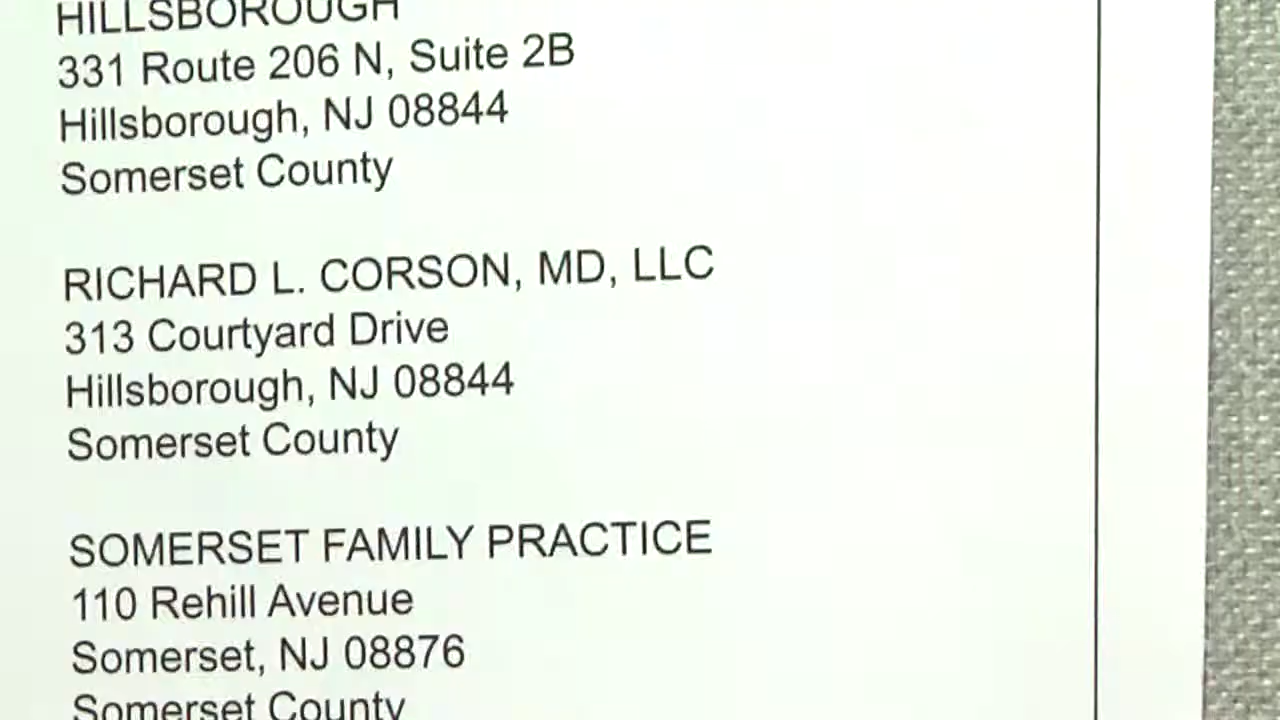 HILLSBOROUGH
331 Route 206 N, Suite 2B
Hillsborough, NJ 08844
Somerset County
RICHARD L. CORSON, MD, LLC
313 Courtyard Drive
Hillsborough, NJ 08844
Somerset County
SOMERSET FAMILY PRACTICE
110 Rehill Avenue
Somerset, NJ 08876
Somerset County